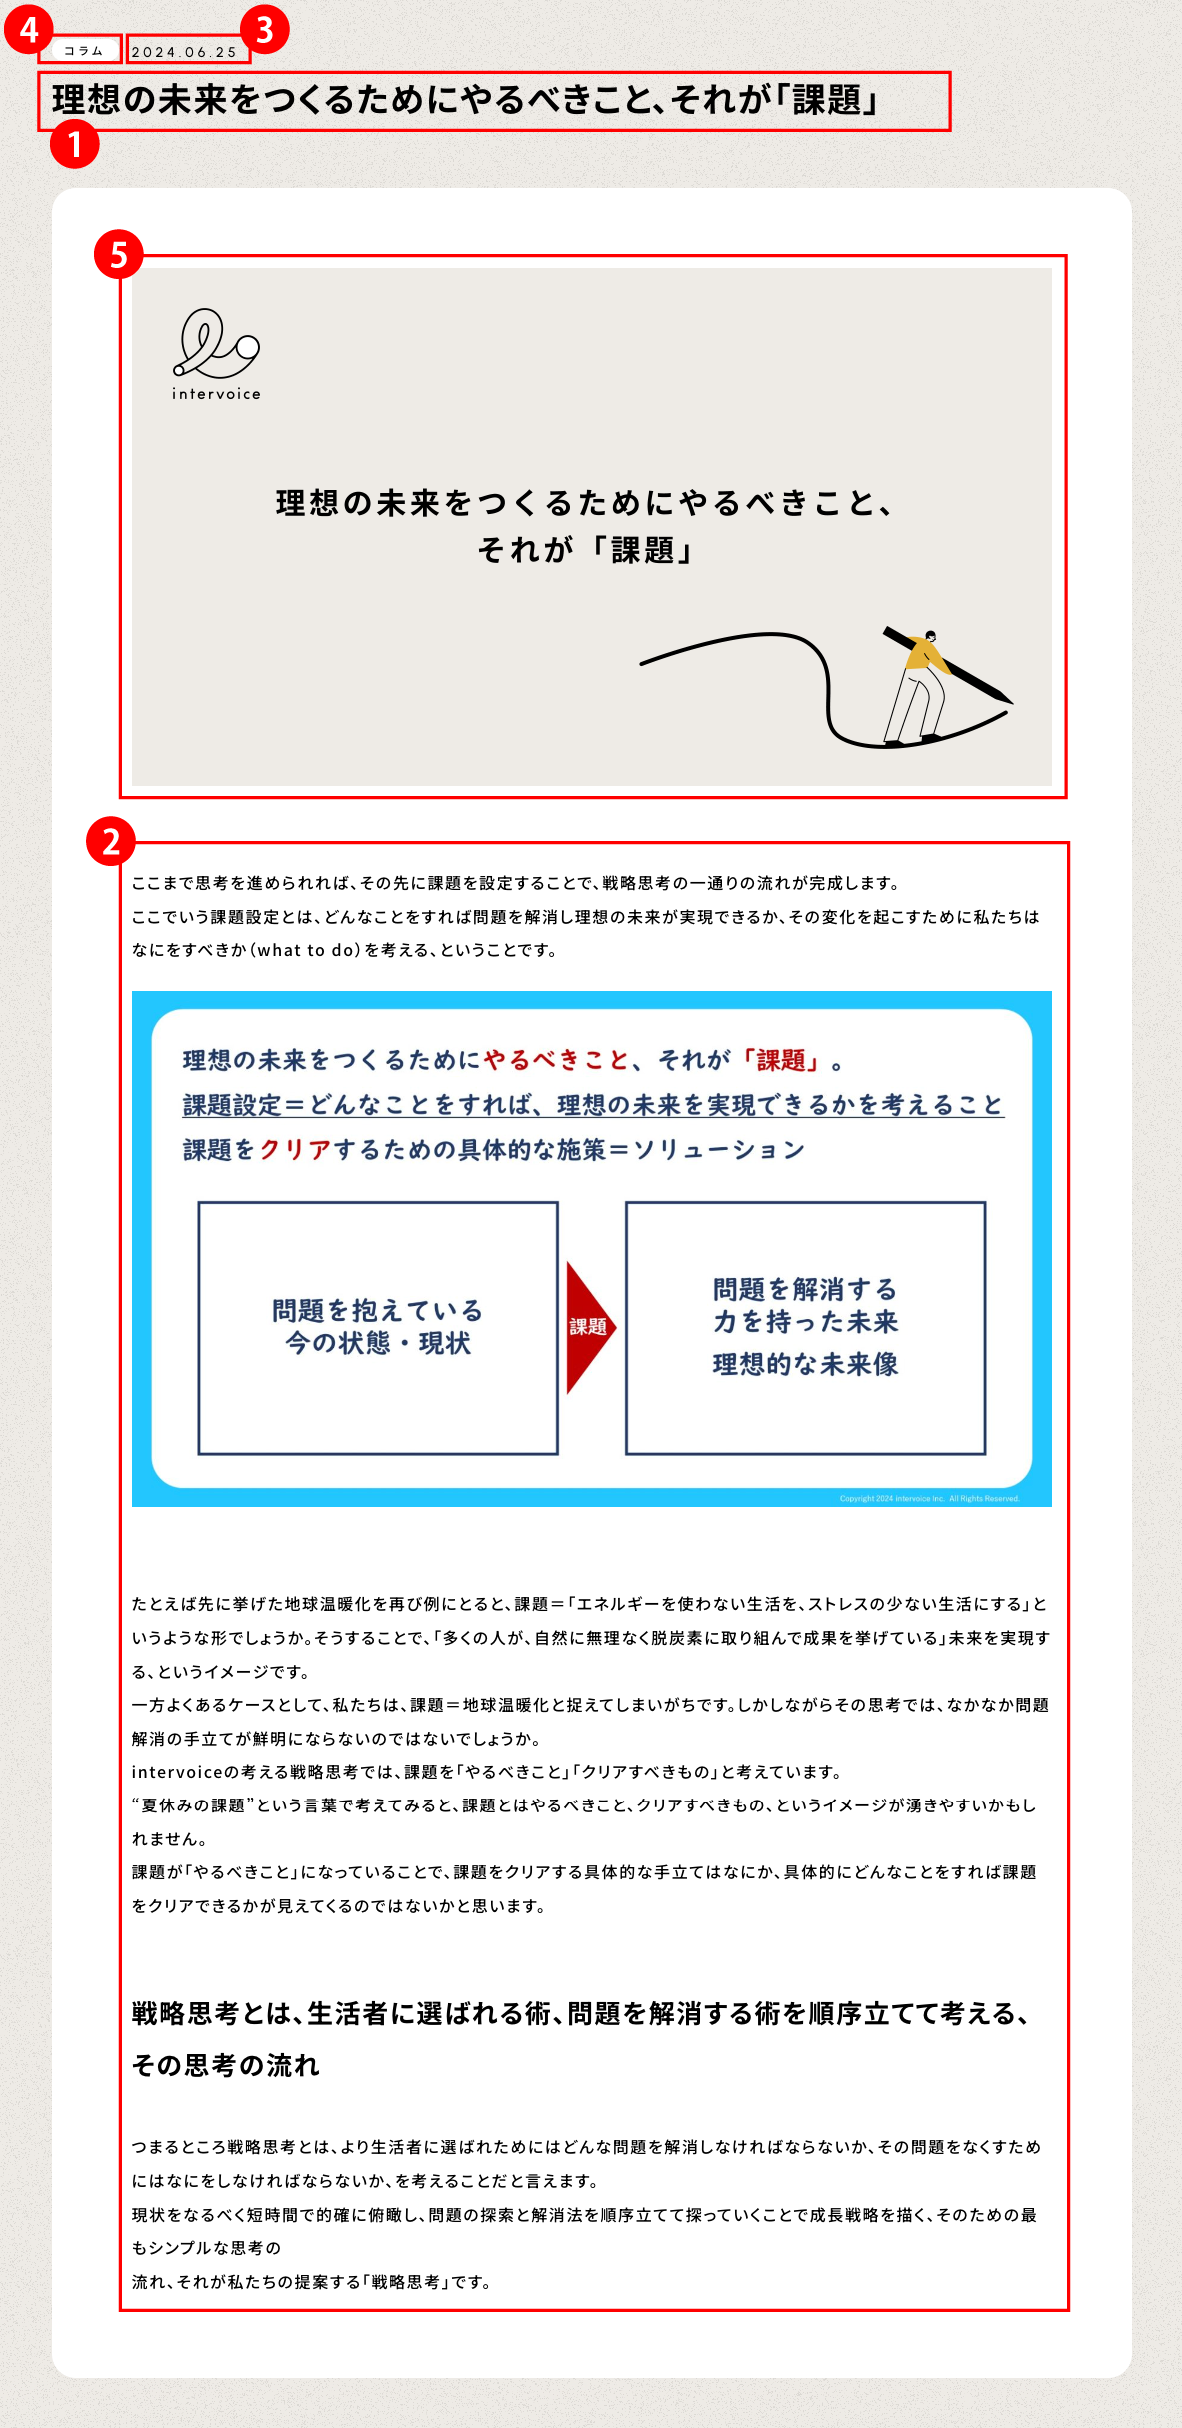 4
コラム
2024.06.25
3
理想の未来をつくるためにやるべきこと、それが「課題」
1
5
intervoice
理想の未来をつくるためにやるべきこと、
それが「課題」
2
ここまで思考を進められれば、その先に課題を設定することで、戦略思考の一通りの流れが完成します。
ここでいう課題設定とは、どんなことをすれば問題を解消し理想の未来が実現できるか、その変化を起こすために私たちは
なにをすべきか（what to do）を考える、ということです。
理想の未来をつくるためにやるべきこと、それが「課題」。
課題設定＝どんなことをすれば、理想の未来を実現できるかを考えること
課題をクリアするための具体的な施策＝ソリューション
問題を抱えている
今の状態・現状
課題
問題を解消する
力を持った未来
理想的な未来像
Copyright 2024 intervoice Inc. All Rights Reserved.
たとえば先に挙げた地球温暖化を再び例にとると、課題＝「エネルギーを使わない生活を、ストレスの少ない生活にする」と
いうような形でしょうか。そうすることで、「多くの人が、自然に無理なく脱炭素に取り組んで成果を挙げている」未来を実現す
る、というイメージです。
一方よくあるケースとして、私たちは、課題＝地球温暖化と捉えてしまいがちです。しかしながらその思考では、なかなか問題
解消の手立てが鮮明にならないのではないでしょうか。
intervoiceの考える戦略思考では、課題を「やるべきこと」「クリアすべきもの」と考えています。
“夏休みの課題”という言葉で考えてみると、課題とはやるべきこと、クリアすべきもの、というイメージが湧きやすいかもし
れません。
課題が「やるべきこと」になっていることで、課題をクリアする具体的な手立てはなにか、具体的にどんなことをすれば課題
をクリアできるかが見えてくるのではないかと思います。
戦略思考とは、生活者に選ばれる術、問題を解消する術を順序立てて考える、
その思考の流れ
つまるところ戦略思考とは、より生活者に選ばれためにはどんな問題を解消しなければならないか、その問題をなくすため
にはなにをしなければならないか、を考えることだと言えます。
現状をなるべく短時間で的確に俯瞰し、問題の探索と解消法を順序立てて探っていくことで成長戦略を描く、そのための最
もシンプルな思考の
流れ、それが私たちの提案する「戦略思考」です。